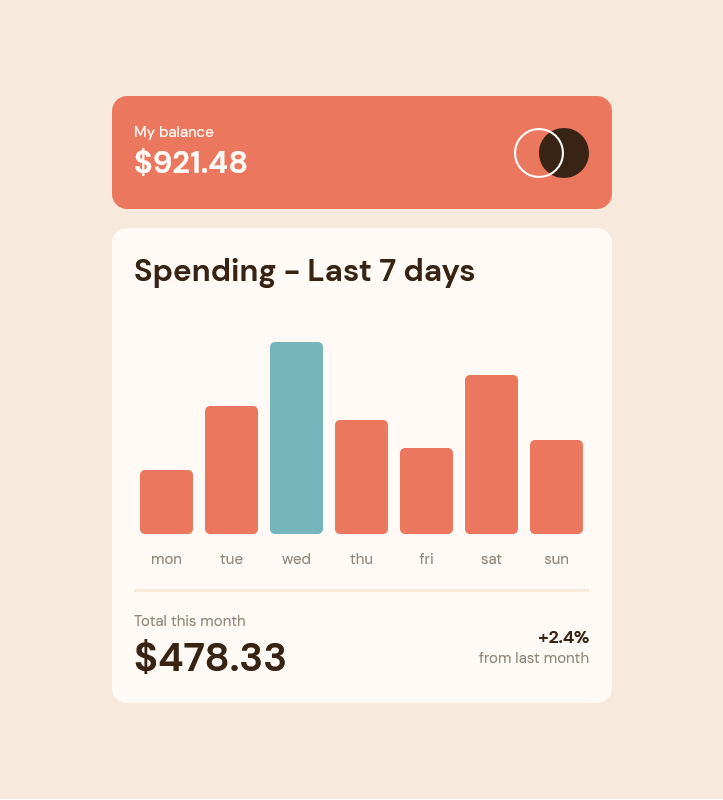 My balance
$921.48
Spending - Last 7 days
mon tue wed thu fri sat sun
Total this month
$478.33
+2.4%
from last month